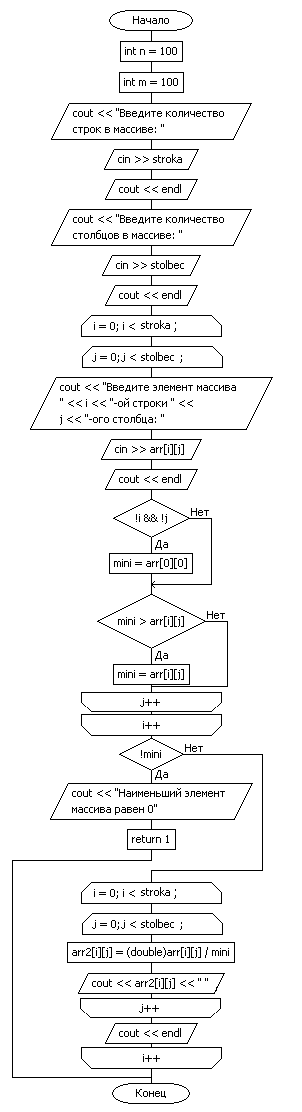 Начало
int n = 100
int m = 100
cout << "Введите количество
строк в массиве: "
cin >> stroka
cout << endl
cout << "Введите количество
столбцов в массиве: "
cin >> stolbec
cout << endl
i = 0; i < stroka ;
j = 0;j < stolbec ;
cout << "Введите элемент массива
" << i << "-ой строки " <<
j << "-ого столбца: "
cin >> arr[i][j]
cout << endl
!i && !j
Нет
Да
mini = arr[0][0]
mini > arr[i][j]
Нет
Да
mini = arr[i][j]
j++
i++
!mini
Нет
Да
cout << "Наименьший элемент
массива равен 0"
return 1
i = 0; i < stroka ;
j = 0;j < stolbec ;
arr2[i][j] = (double)arr[i][j] / mini
cout << arr2[i][j] << " "
j++
cout << endl
i++
Конец